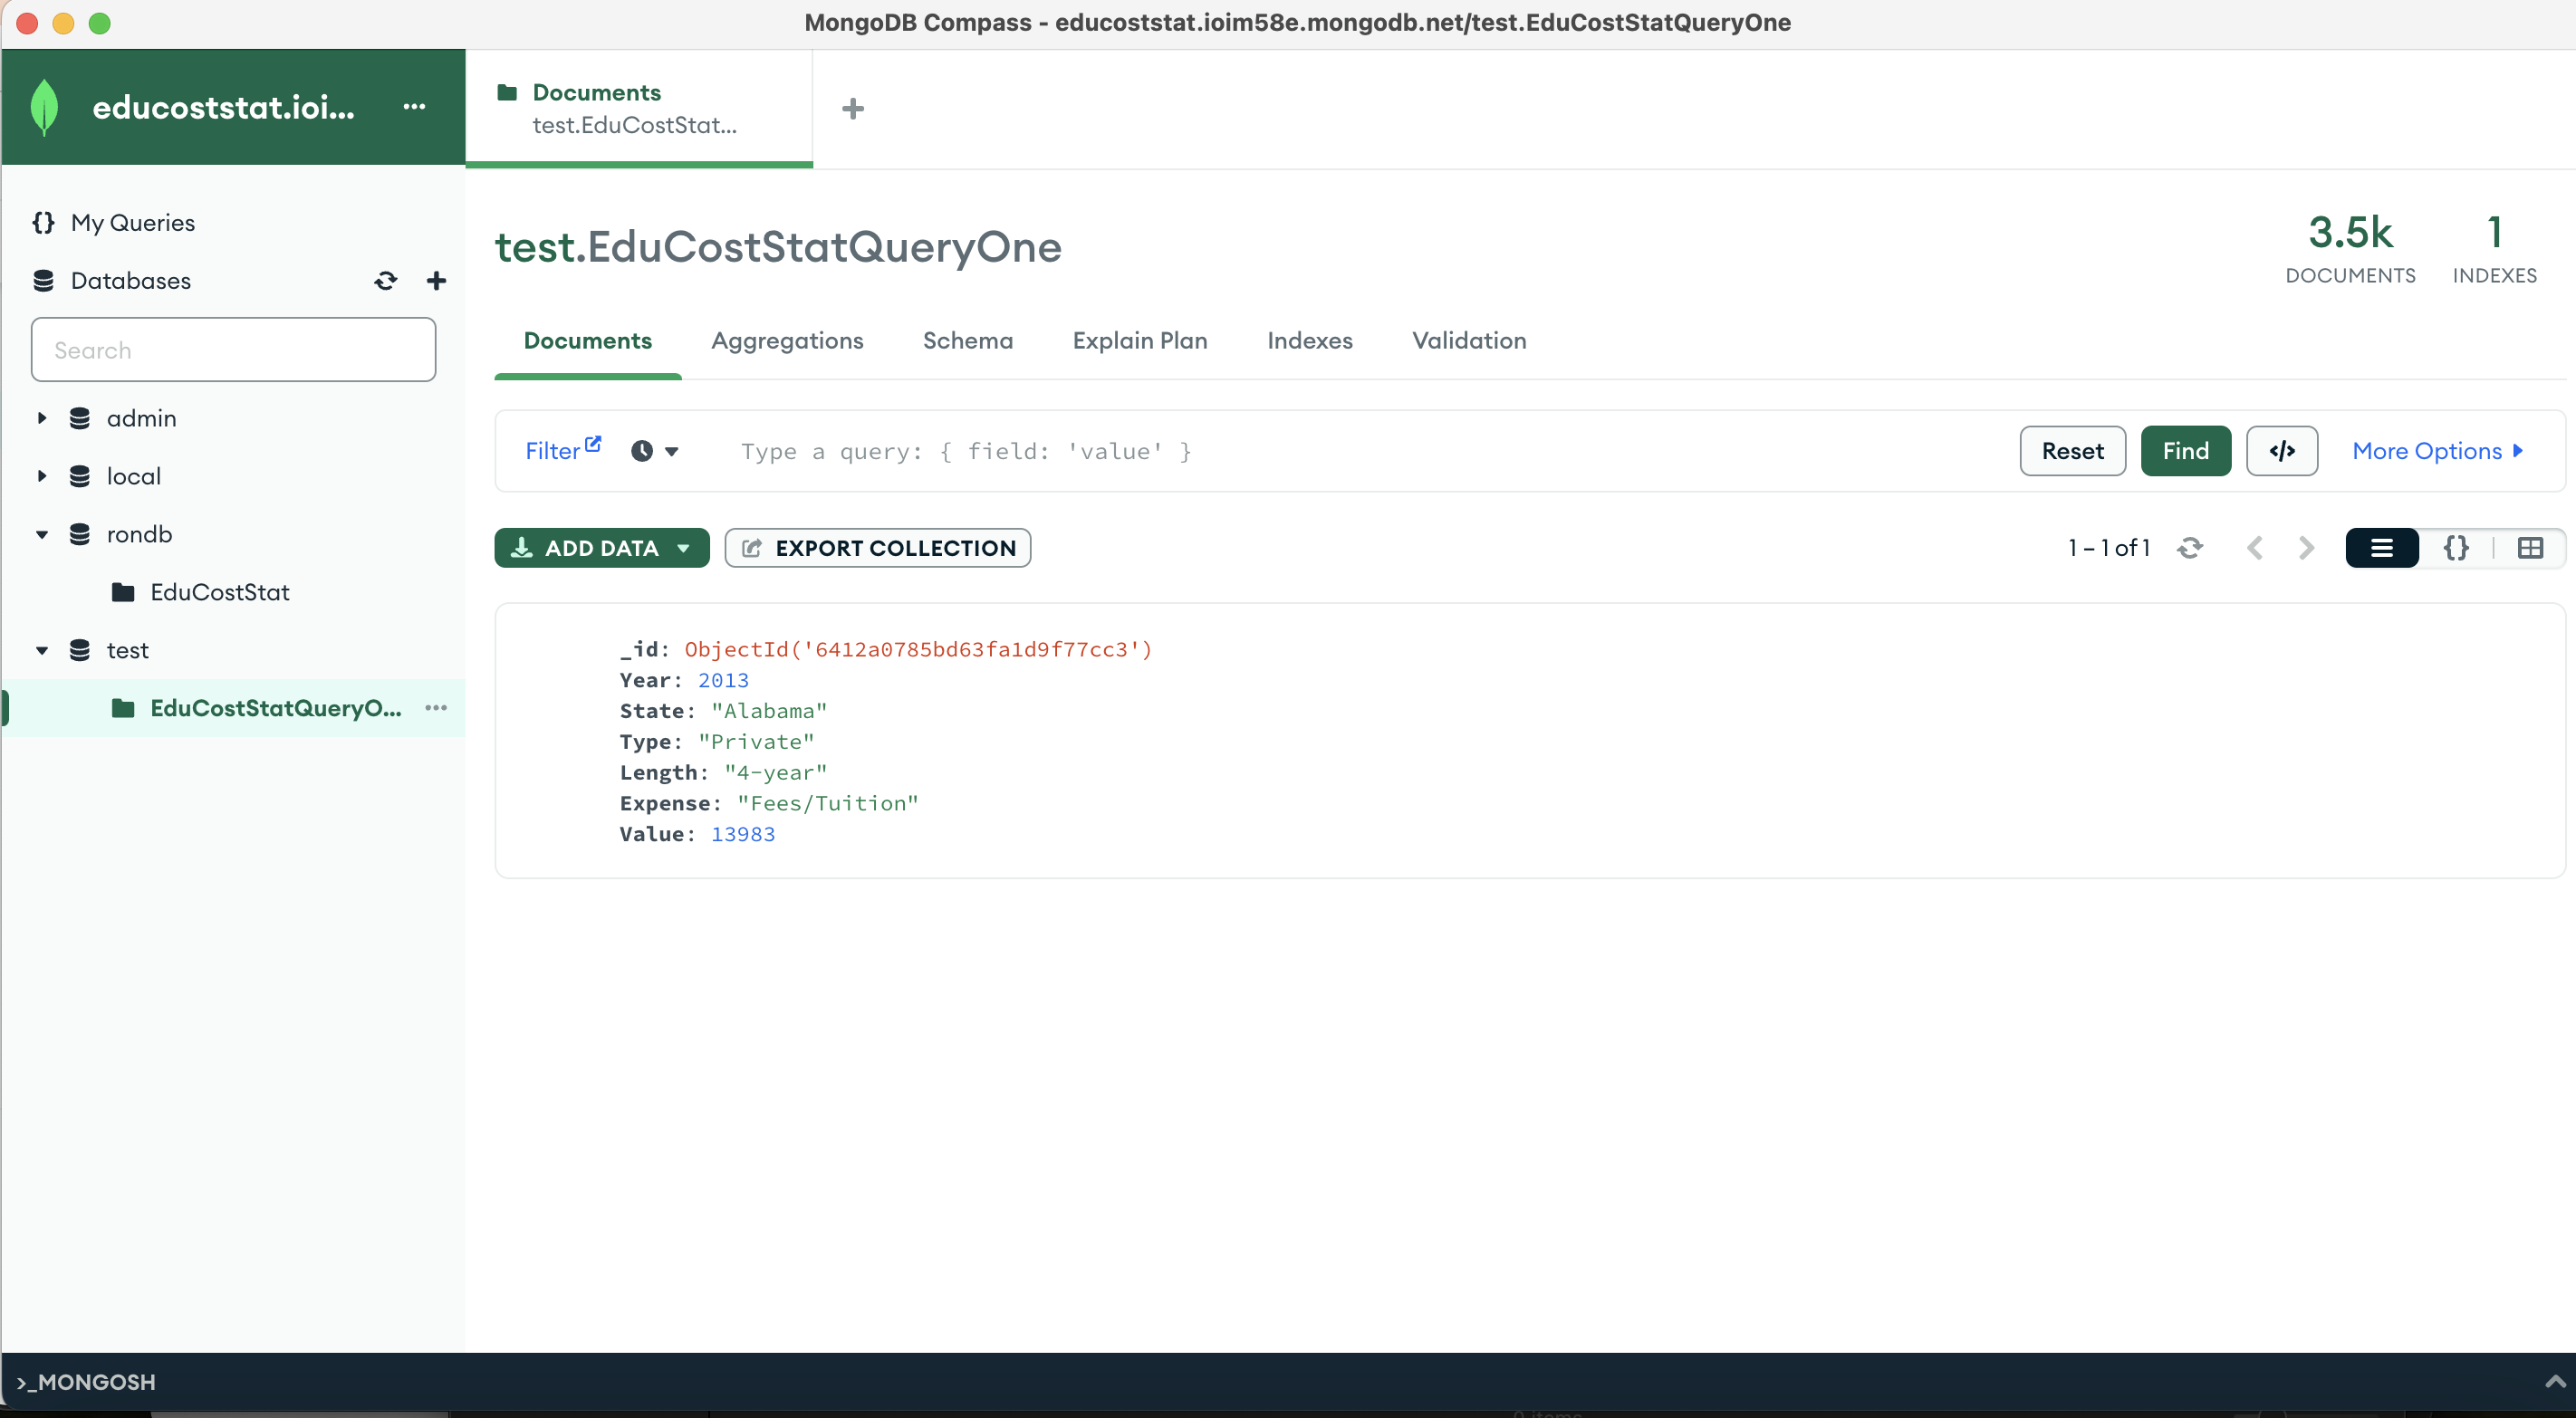 MongoDB Compass - educoststat.ioim58e.mongodb.net/test.EduCostStatQueryOne
educoststat.ioi...
Documents
test.EduCostStat...
My Queries
Databases
Search
admin
local
rondb
EduCostStat
test
EduCostStatQueryO...
test.EduCostStatQueryOne
3.5k
DOCUMENTS
1
INDEXES
Documents Aggregations Schema Explain Plan Indexes Validation
Filter Type a query: { field: 'value' } Reset Find </> More Options
ADD DATA EXPORT COLLECTION 1 – 1 of 1 {}
_id: ObjectId('6412a0785bd63fa1d9f77cc3')
Year: 2013
State: "Alabama"
Type: "Private"
Length: "4-year"
Expense: "Fees/Tuition"
Value: 13983
>_MONGOSH